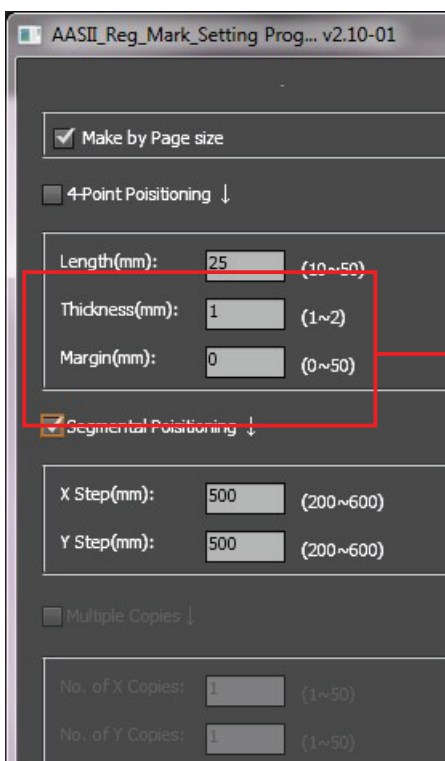 AASII_Reg_Mark_Setting Prog... v2.10-01
Make by Page size
4-Point Poisitioning ↓
Length(mm): 25 (10~50)
Thickness(mm): 1 (1~2)
Margin(mm): 0 (0~50)
Segmental Poisitioning ↓
X Step(mm): 500 (200~600)
Y Step(mm): 500 (200~600)
Multiple Copies ↓
No. of X Copies: 1 (1~50)
No. of Y Copies: 1 (1~50)